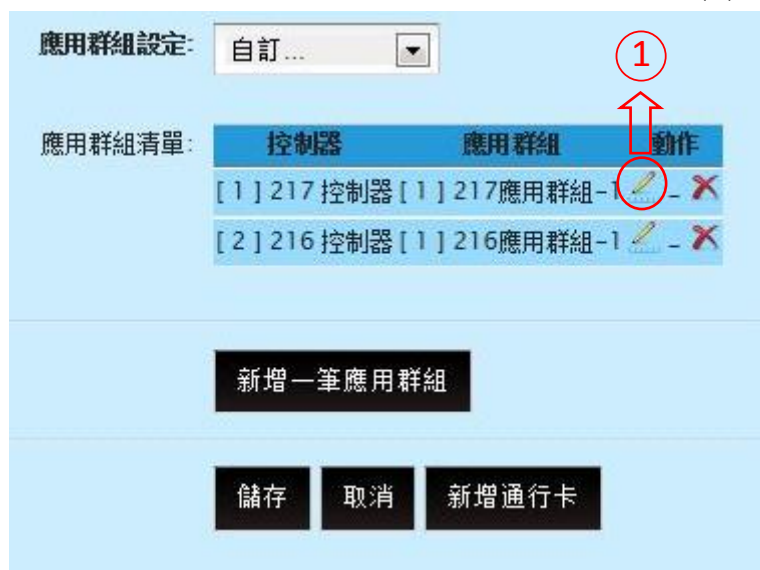 應用群組設定: 自訂...
①
應用群組清單: 控制器 應用群組 動作
[ 1 ] 217 控制器 [ 1 ] 217應用群組-1 -
[ 2 ] 216 控制器 [ 1 ] 216應用群組-1 -
新增一筆應用群組
儲存 取消 新增通行卡